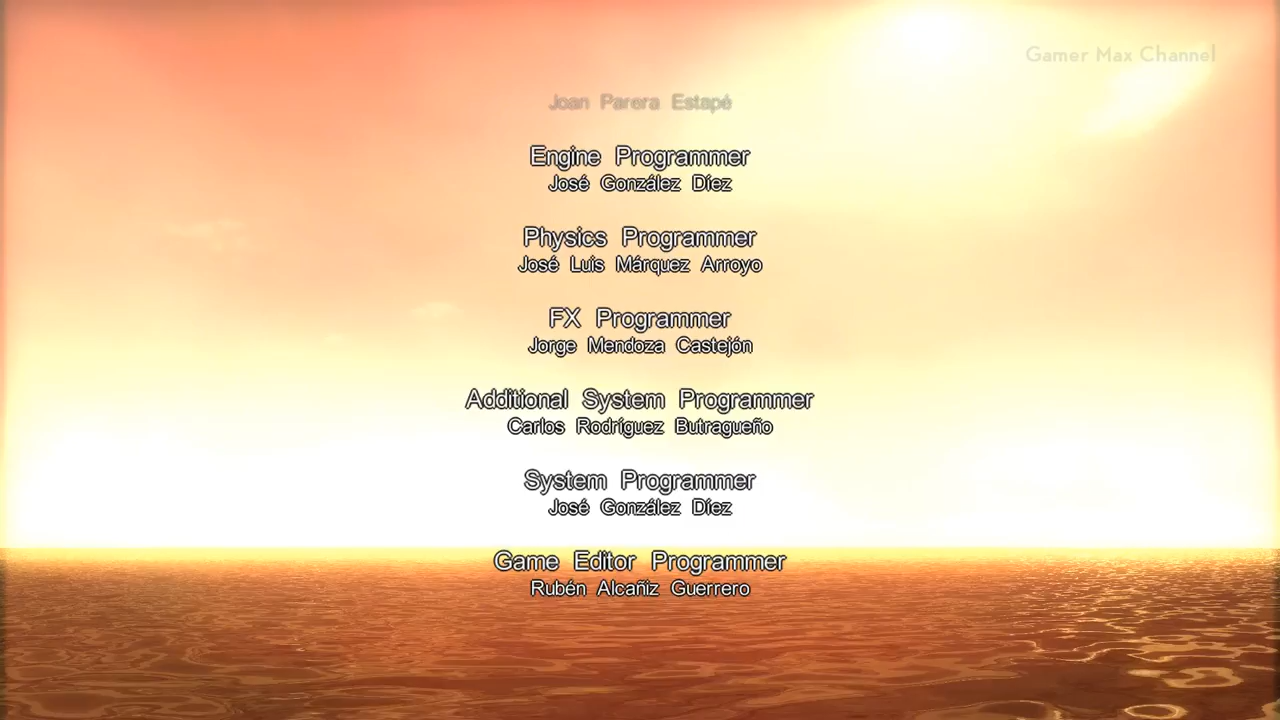 Gamer Max Channel
Joan Parera Estapé
Engine Programmer
José González Díez
Physics Programmer
José Luis Márquez Arroyo
FX Programmer
Jorge Mendoza Castejón
Additional System Programmer
Carlos Rodríguez Butragueño
System Programmer
José González Díez
Game Editor Programmer
Rubén Alcañiz Guerrero